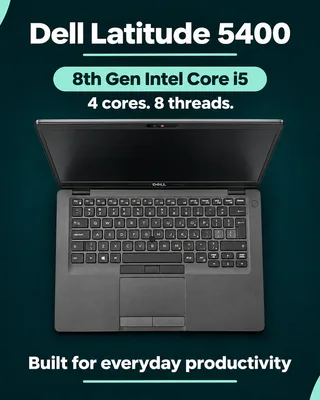 Dell Latitude 5400
8th Gen Intel Core i5
4 cores. 8 threads.
DELL
Built for everyday productivity